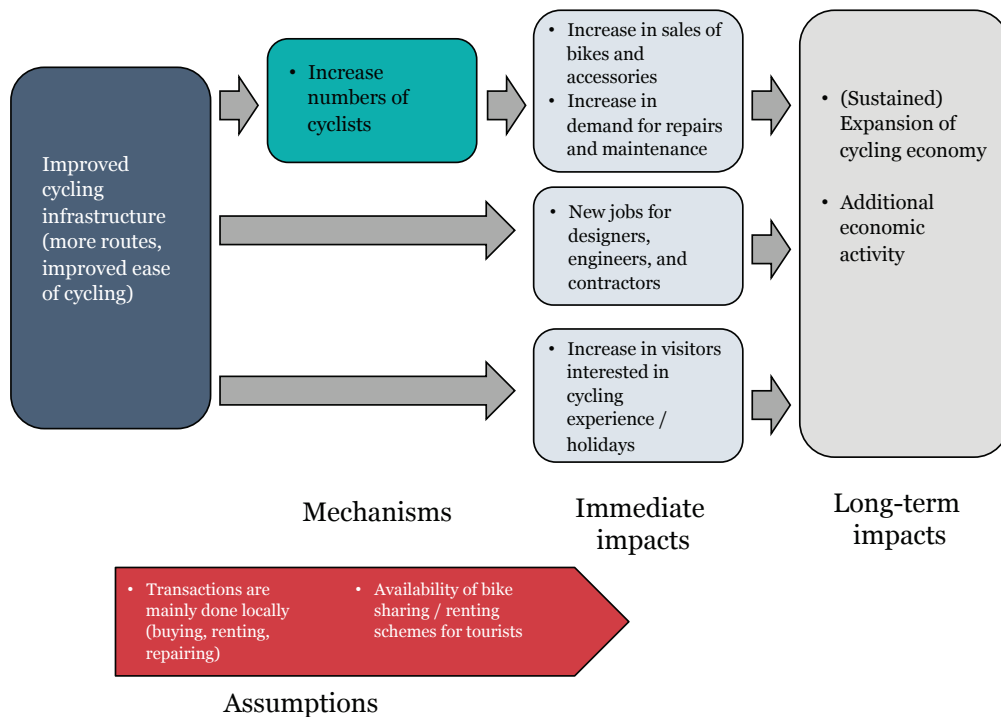 Improved
cycling
infrastructure
(more routes,
improved ease
of cycling)
• Increase
numbers of
cyclists
• Increase in sales of
bikes and
accessories
• Increase in
demand for repairs
and maintenance
• New jobs for
designers,
engineers, and
contractors
• Increase in visitors
interested in
cycling
experience /
holidays
• (Sustained)
Expansion of
cycling economy
• Additional
economic
activity
Mechanisms
Immediate
impacts
Long-term
impacts
• Transactions are
mainly done locally
(buying, renting,
repairing)
• Availability of bike
sharing / renting
schemes for tourists
Assumptions